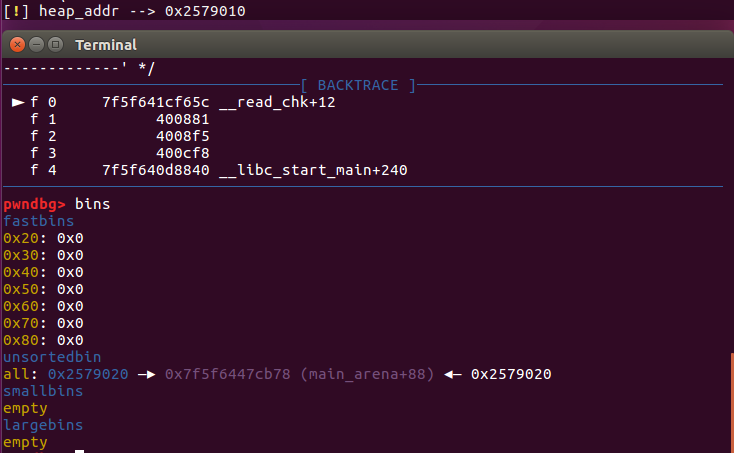 [!] heap_addr --> 0x2579010
Terminal
-------------' */
[ BACKTRACE ]
► f 0 7f5f641cf65c __read_chk+12
f 1 400881
f 2 4008f5
f 3 400cf8
f 4 7f5f640d8840 __libc_start_main+240
pwndbg> bins
fastbins
0x20: 0x0
0x30: 0x0
0x40: 0x0
0x50: 0x0
0x60: 0x0
0x70: 0x0
0x80: 0x0
unsortedbin
all: 0x2579020 —► 0x7f5f6447cb78 (main_arena+88) ◄— 0x2579020
smallbins
empty
largebins
empty